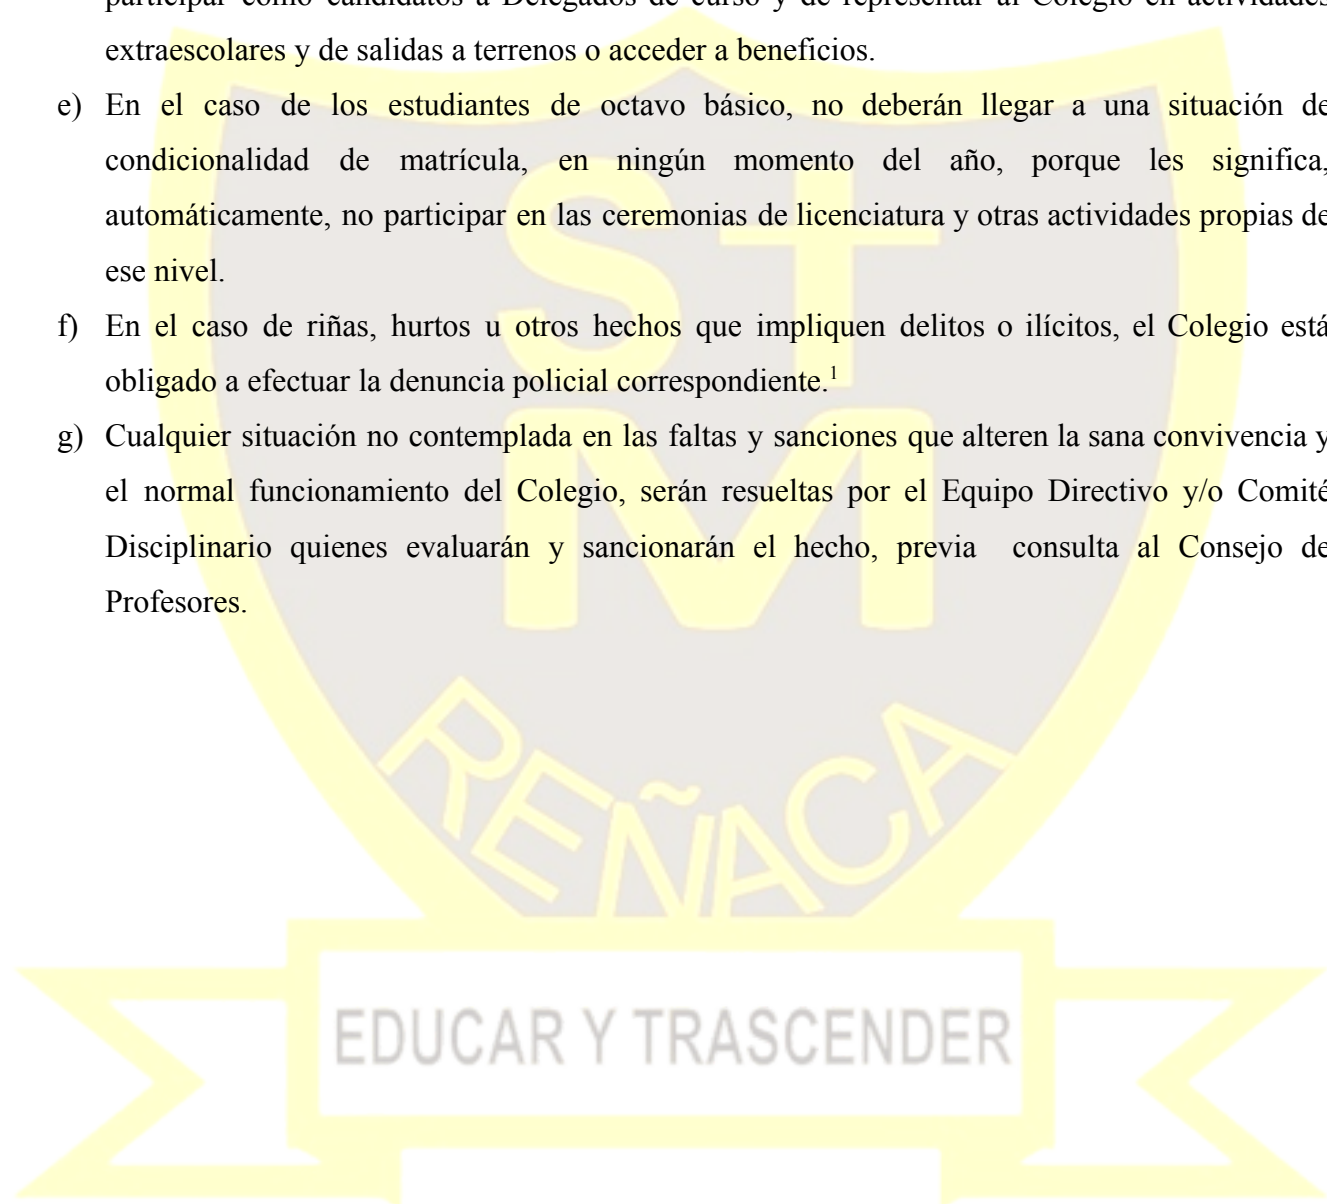 participar como candidatos a Delegados de curso y de representar al Colegio en actividades
extraescolares y de salidas a terrenos o acceder a beneficios.
e) En el caso de los estudiantes de octavo básico, no deberán llegar a una situación de
condicionalidad de matrícula, en ningún momento del año, porque les significa,
automáticamente, no participar en las ceremonias de licenciatura y otras actividades propias de
ese nivel.
f) En el caso de riñas, hurtos u otros hechos que impliquen delitos o ilícitos, el Colegio está
obligado a efectuar la denuncia policial correspondiente.1
g) Cualquier situación no contemplada en las faltas y sanciones que alteren la sana convivencia y
el normal funcionamiento del Colegio, serán resueltas por el Equipo Directivo y/o Comité
Disciplinario quienes evaluarán y sancionarán el hecho, previa consulta al Consejo de
Profesores.
ST
M
REÑACA
EDUCAR Y TRASCENDER